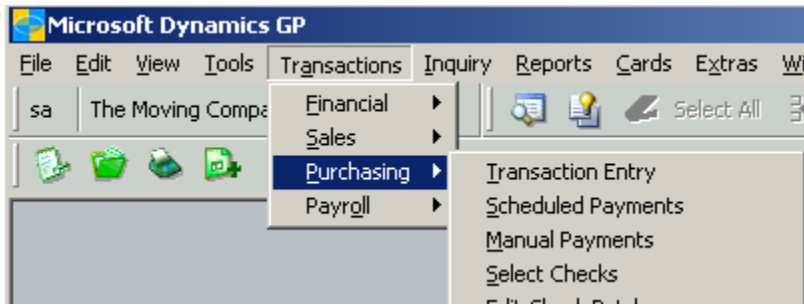 Microsoft Dynamics GP
File Edit View Tools Transactions Inquiry Reports Cards Extras
sa The Moving Compa Select All
Financial
Sales
Purchasing
Payroll
Transaction Entry
Scheduled Payments
Manual Payments
Select Checks